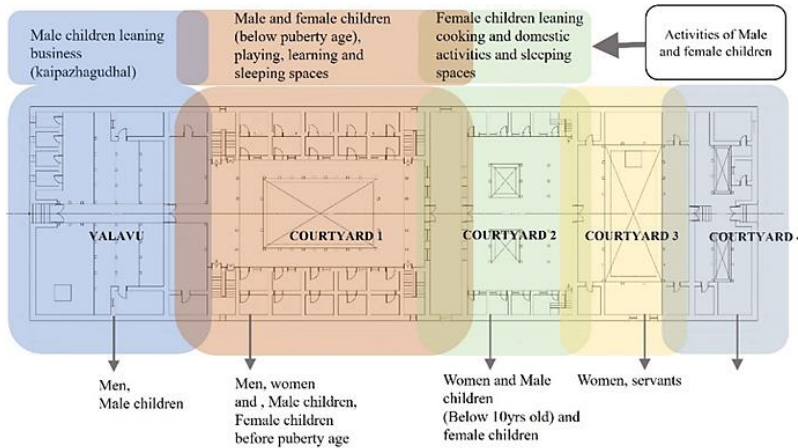 Male children leaning
business
(kaipazhagudhal)
Male and female children
(below puberty age),
playing, learning and
sleeping spaces
Female children leaning
cooking and domestic
activities and sleeping
spaces
Activities of Male
and female children
VALAVU
COURTYARD 1
COURTYARD 2
COURTYARD 3
COURTYARD 4
Men,
Male children
Men, women
and , Male children,
Female children
before puberty age
Women and Male
children
(Below 10yrs old) and
female children
Women, servants